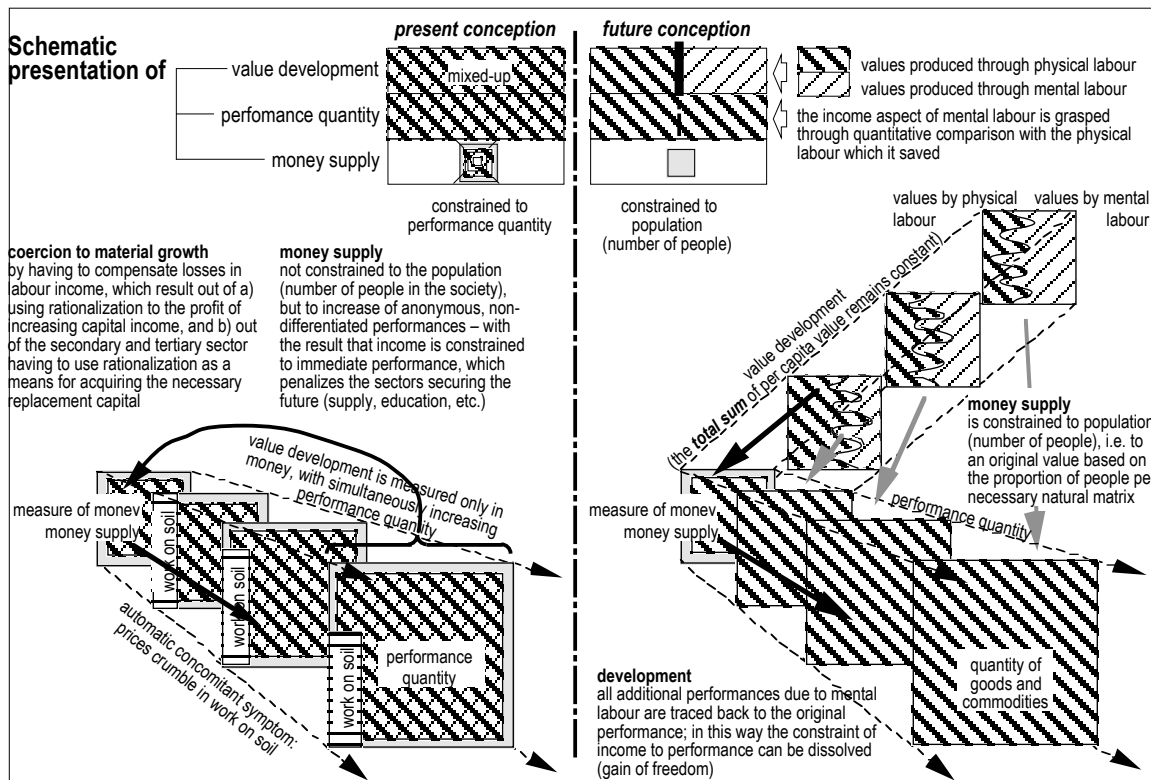 Schematic
presentation of
value development
perfomance quantity
money supply
present conception
mixed-up
constrained to
performance quantity
future conception
constrained to
population
(number of people)
values produced through physical labour
values produced through mental labour
the income aspect of mental labour is grasped
through quantitative comparison with the physical
labour which it saved
coercion to material growth
by having to compensate losses in
labour income, which result out of a)
using rationalization to the profit of
increasing capital income, and b) out
of the secondary and tertiary sector
having to use rationalization as a
means for acquiring the necessary
replacement capital
money supply
not constrained to the population
(number of people in the society),
but to increase of anonymous, non-
differentiated performances – with
the result that income is constrained
to immediate performance, which
penalizes the sectors securing the
future (supply, education, etc.)
value development is measured only in
money, with simultaneously increasing
performance quantity
measure of money
money supply
work on soil
work on soil
work on soil
performance
quantity
automatic concomitant symptom:
prices crumble in work on soil
values by physical
labour
values by mental
labour
value development
(the total sum of per capita value remains constant)
money supply
is constrained to population
(number of people), i.e. to
an original value based on
the proportion of people pe
necessary natural matrix
performance quantity
measure of money
money supply
quantity of
goods and
commodities
development
all additional performances due to mental
labour are traced back to the original
performance; in this way the constraint of
income to performance can be dissolved
(gain of freedom)